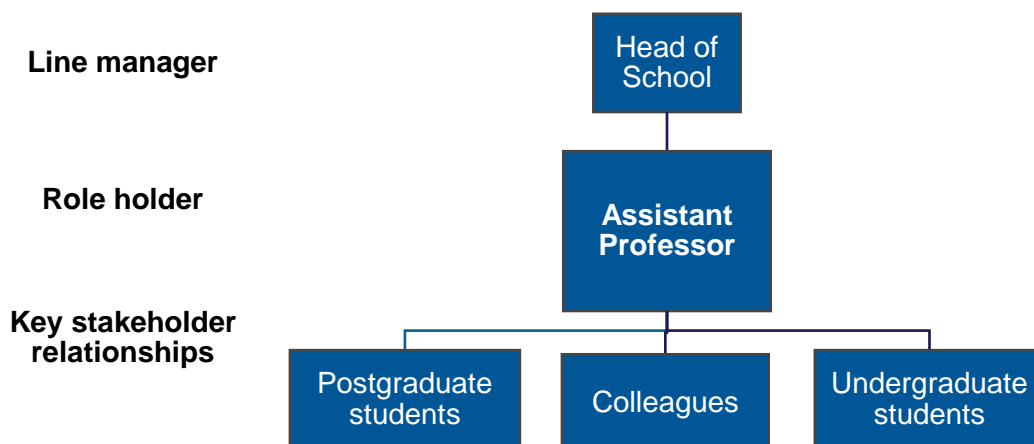 Line manager
Head of
School
Role holder
Assistant
Professor
Key stakeholder
relationships
Postgraduate
students
Colleagues
Undergraduate
students